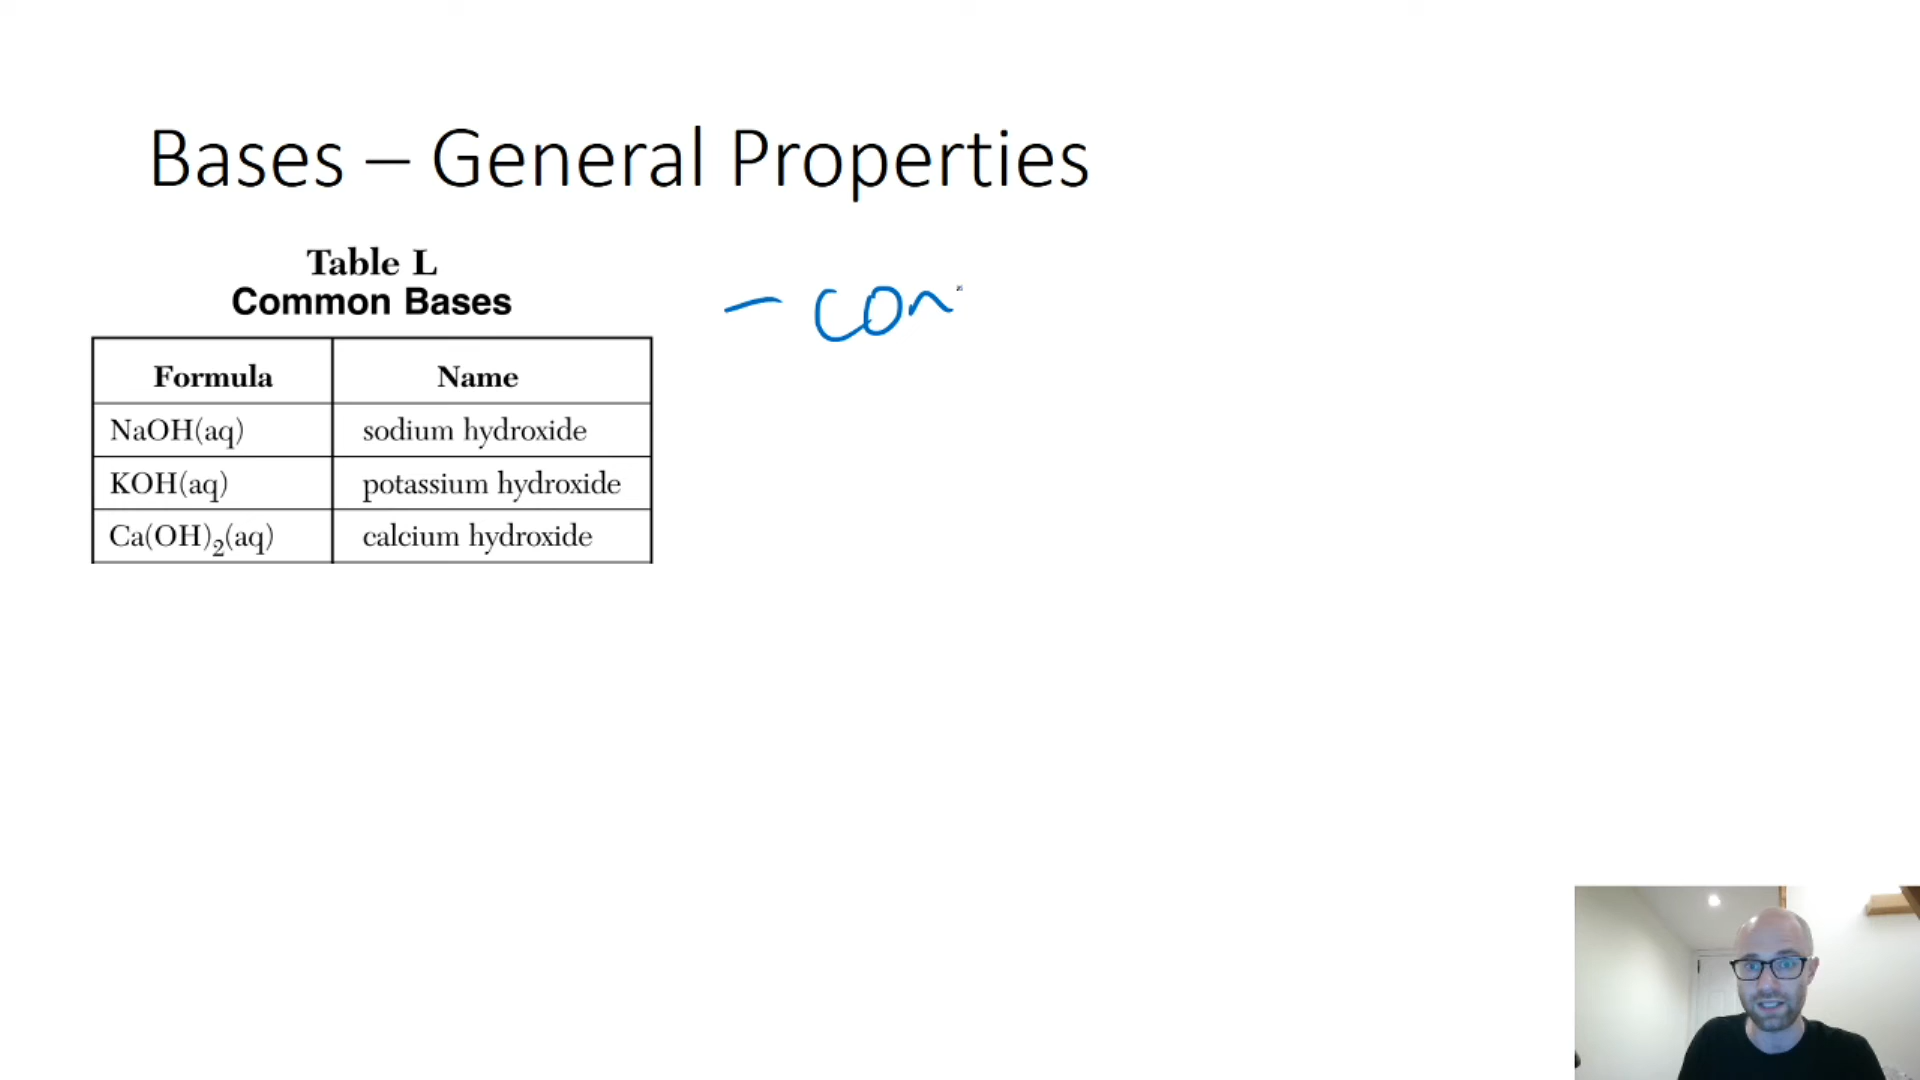 Bases – General Properties
Table L
Common Bases
Formula Name
NaOH(aq) sodium hydroxide
KOH(aq) potassium hydroxide
Ca(OH)₂(aq) calcium hydroxide
– con